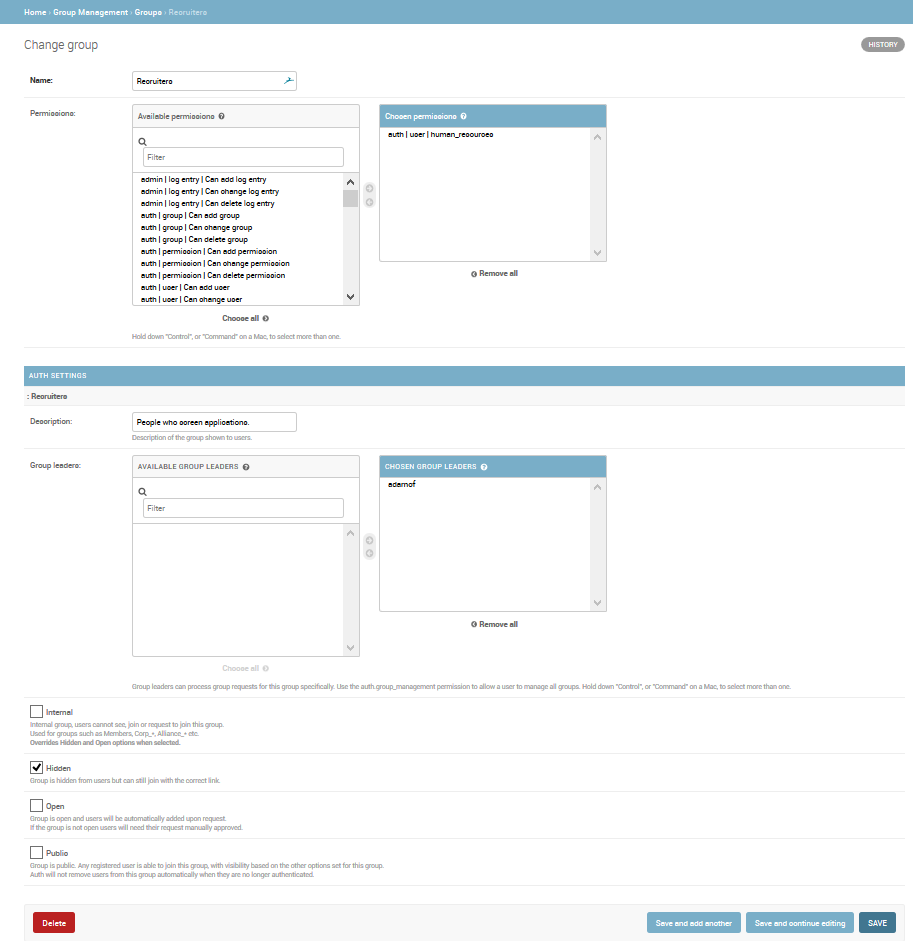 Home › Group Management › Groups › Recruiters
Change group
HISTORY
Name:
Recruiters
Permissions:
Available permissions
Filter
admin | log entry | Can add log entry
admin | log entry | Can change log entry
admin | log entry | Can delete log entry
auth | group | Can add group
auth | group | Can change group
auth | group | Can delete group
auth | permission | Can add permission
auth | permission | Can change permission
auth | permission | Can delete permission
auth | user | Can add user
auth | user | Can change user
Choose all
Chosen permissions
auth | user | human_resources
Remove all
Hold down "Control", or "Command" on a Mac, to select more than one.
AUTH SETTINGS
: Recruiters
Description:
People who screen applications.
Description of the group shown to users.
Group leaders:
AVAILABLE GROUP LEADERS
Filter
Choose all
CHOSEN GROUP LEADERS
adarnof
Remove all
Group leaders can process group requests for this group specifically. Use the auth.group_management permission to allow a user to manage all groups. Hold down "Control", or "Command" on a Mac, to select more than one.
Internal
Internal group, users cannot see, join or request to join this group.
Used for groups such as Members, Corp_*, Alliance_* etc.
Overrides Hidden and Open options when selected.
Hidden
Group is hidden from users but can still join with the correct link.
Open
Group is open and users will be automatically added upon request.
If the group is not open users will need their request manually approved.
Public
Group is public. Any registered user is able to join this group, with visibility based on the other options set for this group.
Auth will not remove users from this group automatically when they are no longer authenticated.
Delete
Save and add another
Save and continue editing
SAVE